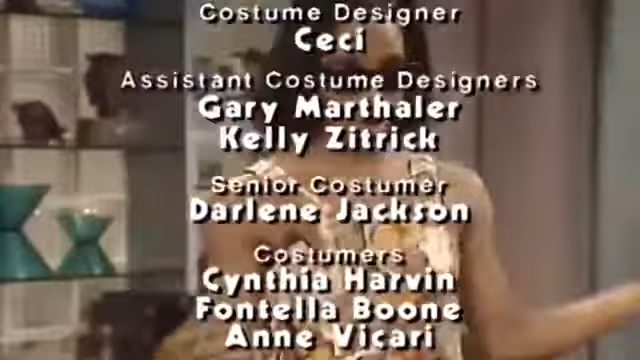 Costume Designer
Ceci
Assistant Costume Designers
Gary Marthaler
Kelly Zitrick
Senior Costumer
Darlene Jackson
Costumers
Cynthia Harvin
Fontella Boone
Anne Vicari